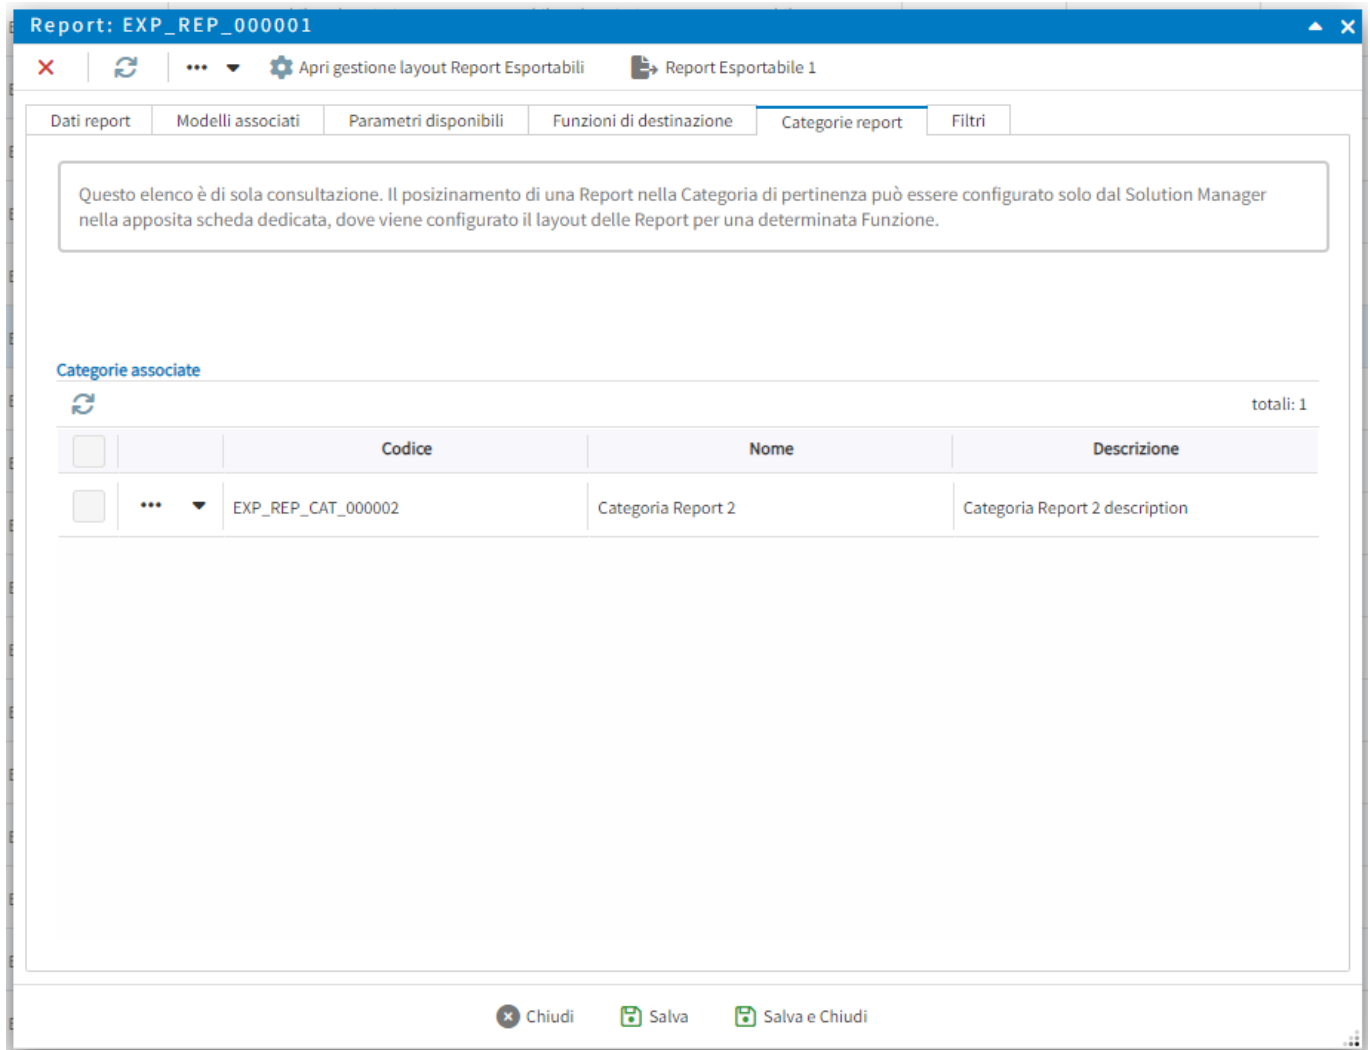 Report: EXP_REP_000001
Apri gestione layout Report Esportabili
Report Esportabile 1
Dati report
Modelli associati
Parametri disponibili
Funzioni di destinazione
Categorie report
Filtri
Questo elenco è di sola consultazione. Il posizinamento di una Report nella Categoria di pertinenza può essere configurato solo dal Solution Manager
nella apposita scheda dedicata, dove viene configurato il layout delle Report per una determinata Funzione.
Categorie associate
totali: 1
Codice Nome Descrizione
EXP_REP_CAT_000002 Categoria Report 2 Categoria Report 2 description
Chiudi Salva Salva e Chiudi